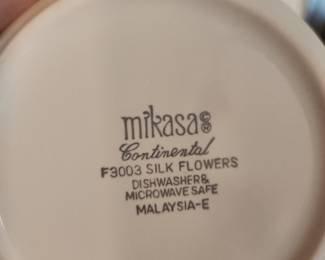 mikasa©®
Continental
F3003 SILK FLOWERS
DISHWASHER &
MICROWAVE SAFE
MALAYSIA-E